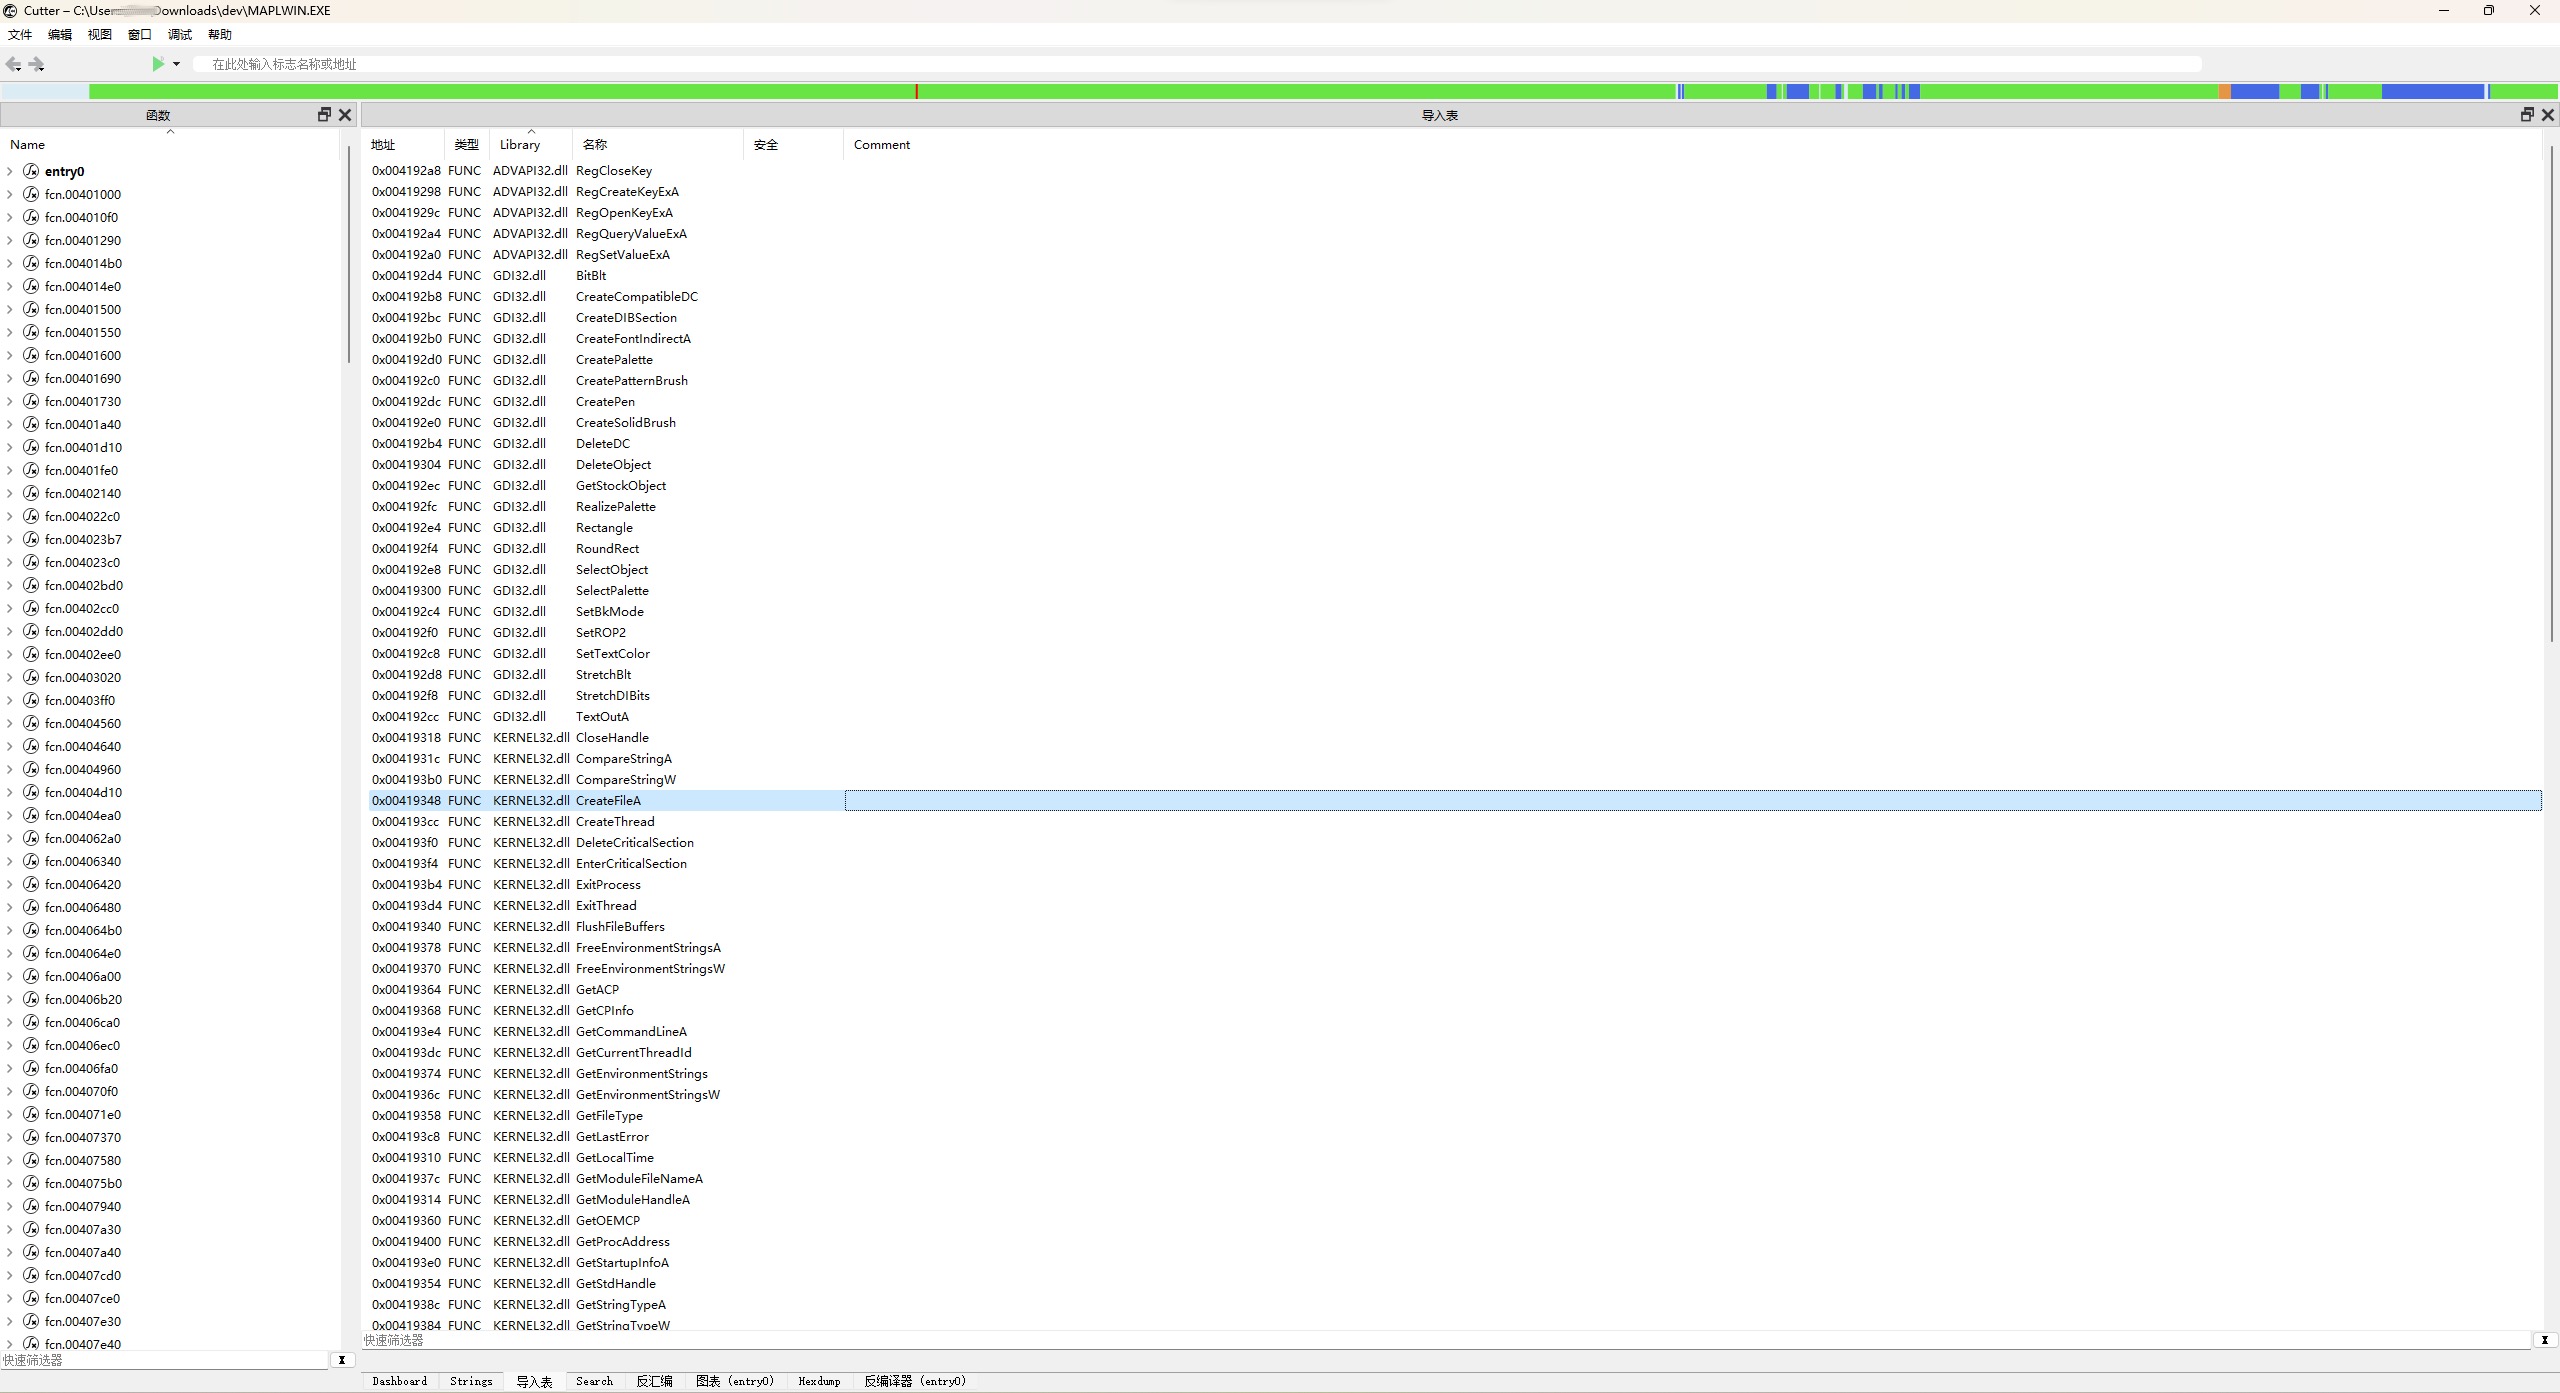 Cutter – C:\User Downloads\dev\MAPLWIN.EXE
文件 编辑 视图 窗口 调试 帮助
在此处输入标志名称或地址
函数
Name
entry0
fcn.00401000
fcn.004010f0
fcn.00401290
fcn.004014b0
fcn.004014e0
fcn.00401500
fcn.00401550
fcn.00401600
fcn.00401690
fcn.00401730
fcn.00401a40
fcn.00401d10
fcn.00401fe0
fcn.00402140
fcn.004022c0
fcn.004023b7
fcn.004023c0
fcn.00402bd0
fcn.00402cc0
fcn.00402dd0
fcn.00402ee0
fcn.00403020
fcn.00403ff0
fcn.00404560
fcn.00404640
fcn.00404960
fcn.00404d10
fcn.00404ea0
fcn.004062a0
fcn.00406340
fcn.00406420
fcn.00406480
fcn.004064b0
fcn.004064e0
fcn.00406a00
fcn.00406b20
fcn.00406ca0
fcn.00406ec0
fcn.00406fa0
fcn.004070f0
fcn.004071e0
fcn.00407370
fcn.00407580
fcn.004075b0
fcn.00407940
fcn.00407a30
fcn.00407a40
fcn.00407cd0
fcn.00407ce0
fcn.00407e30
fcn.00407e40
快速筛选器
X
导入表
地址 类型 Library 名称 安全 Comment
0x004192a8 FUNC ADVAPI32.dll RegCloseKey
0x00419298 FUNC ADVAPI32.dll RegCreateKeyExA
0x0041929c FUNC ADVAPI32.dll RegOpenKeyExA
0x004192a4 FUNC ADVAPI32.dll RegQueryValueExA
0x004192a0 FUNC ADVAPI32.dll RegSetValueExA
0x004192d4 FUNC GDI32.dll BitBlt
0x004192b8 FUNC GDI32.dll CreateCompatibleDC
0x004192bc FUNC GDI32.dll CreateDIBSection
0x004192b0 FUNC GDI32.dll CreateFontIndirectA
0x004192d0 FUNC GDI32.dll CreatePalette
0x004192c0 FUNC GDI32.dll CreatePatternBrush
0x004192dc FUNC GDI32.dll CreatePen
0x004192e0 FUNC GDI32.dll CreateSolidBrush
0x004192b4 FUNC GDI32.dll DeleteDC
0x00419304 FUNC GDI32.dll DeleteObject
0x004192ec FUNC GDI32.dll GetStockObject
0x004192fc FUNC GDI32.dll RealizePalette
0x004192e4 FUNC GDI32.dll Rectangle
0x004192f4 FUNC GDI32.dll RoundRect
0x004192e8 FUNC GDI32.dll SelectObject
0x00419300 FUNC GDI32.dll SelectPalette
0x004192c4 FUNC GDI32.dll SetBkMode
0x004192f0 FUNC GDI32.dll SetROP2
0x004192c8 FUNC GDI32.dll SetTextColor
0x004192d8 FUNC GDI32.dll StretchBlt
0x004192f8 FUNC GDI32.dll StretchDIBits
0x004192cc FUNC GDI32.dll TextOutA
0x00419318 FUNC KERNEL32.dll CloseHandle
0x0041931c FUNC KERNEL32.dll CompareStringA
0x004193b0 FUNC KERNEL32.dll CompareStringW
0x00419348 FUNC KERNEL32.dll CreateFileA
0x004193cc FUNC KERNEL32.dll CreateThread
0x004193f0 FUNC KERNEL32.dll DeleteCriticalSection
0x004193f4 FUNC KERNEL32.dll EnterCriticalSection
0x004193b4 FUNC KERNEL32.dll ExitProcess
0x004193d4 FUNC KERNEL32.dll ExitThread
0x00419340 FUNC KERNEL32.dll FlushFileBuffers
0x00419378 FUNC KERNEL32.dll FreeEnvironmentStringsA
0x00419370 FUNC KERNEL32.dll FreeEnvironmentStringsW
0x00419364 FUNC KERNEL32.dll GetACP
0x00419368 FUNC KERNEL32.dll GetCPInfo
0x004193e4 FUNC KERNEL32.dll GetCommandLineA
0x004193dc FUNC KERNEL32.dll GetCurrentThreadId
0x00419374 FUNC KERNEL32.dll GetEnvironmentStrings
0x0041936c FUNC KERNEL32.dll GetEnvironmentStringsW
0x00419358 FUNC KERNEL32.dll GetFileType
0x004193c8 FUNC KERNEL32.dll GetLastError
0x00419310 FUNC KERNEL32.dll GetLocalTime
0x0041937c FUNC KERNEL32.dll GetModuleFileNameA
0x00419314 FUNC KERNEL32.dll GetModuleHandleA
0x00419360 FUNC KERNEL32.dll GetOEMCP
0x00419400 FUNC KERNEL32.dll GetProcAddress
0x004193e0 FUNC KERNEL32.dll GetStartupInfoA
0x00419354 FUNC KERNEL32.dll GetStdHandle
0x0041938c FUNC KERNEL32.dll GetStringTypeA
0x00419384 FUNC KERNEL32.dll GetStringTypeW
快速筛选器
X
Dashboard Strings 导入表 Search 反汇编 图表 (entry0) Hexdump 反编译器 (entry0)